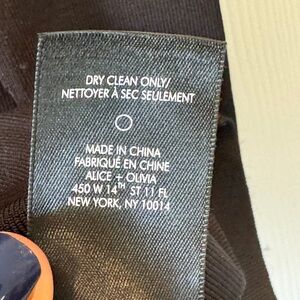 DRY CLEAN ONLY/
NETTOYER À SEC SEULEMENT
MADE IN CHINA
FABRIQUÉ EN CHINE
ALICE + OLIVIA
450 W 14TH ST 11 FL
NEW YORK, NY 10014